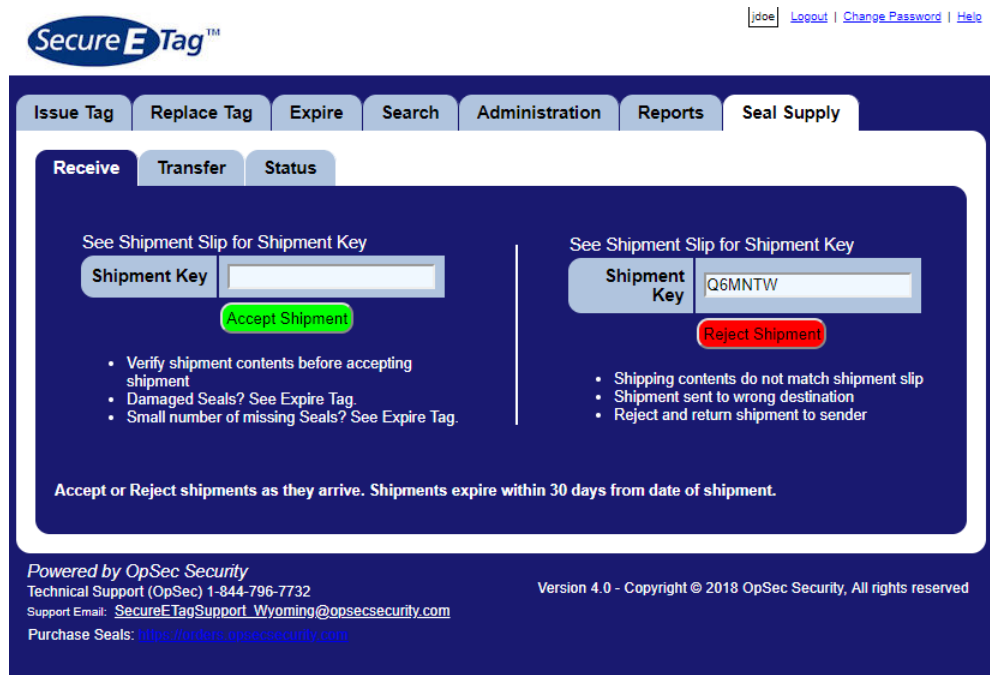 jdoe Logout | Change Password | Help
Secure E Tag™
Issue Tag Replace Tag Expire Search Administration Reports Seal Supply
Receive Transfer Status
See Shipment Slip for Shipment Key
Shipment Key
Accept Shipment
• Verify shipment contents before accepting
shipment
• Damaged Seals? See Expire Tag.
• Small number of missing Seals? See Expire Tag.
See Shipment Slip for Shipment Key
Shipment
Key
Q6MNTW
Reject Shipment
• Shipping contents do not match shipment slip
• Shipment sent to wrong destination
• Reject and return shipment to sender
Accept or Reject shipments as they arrive. Shipments expire within 30 days from date of shipment.
Powered by OpSec Security
Technical Support (OpSec) 1-844-796-7732
Support Email: SecureETagSupport_Wyoming@opsecsecurity.com
Purchase Seals: https://orders.opsecsecurity.com
Version 4.0 - Copyright © 2018 OpSec Security, All rights reserved